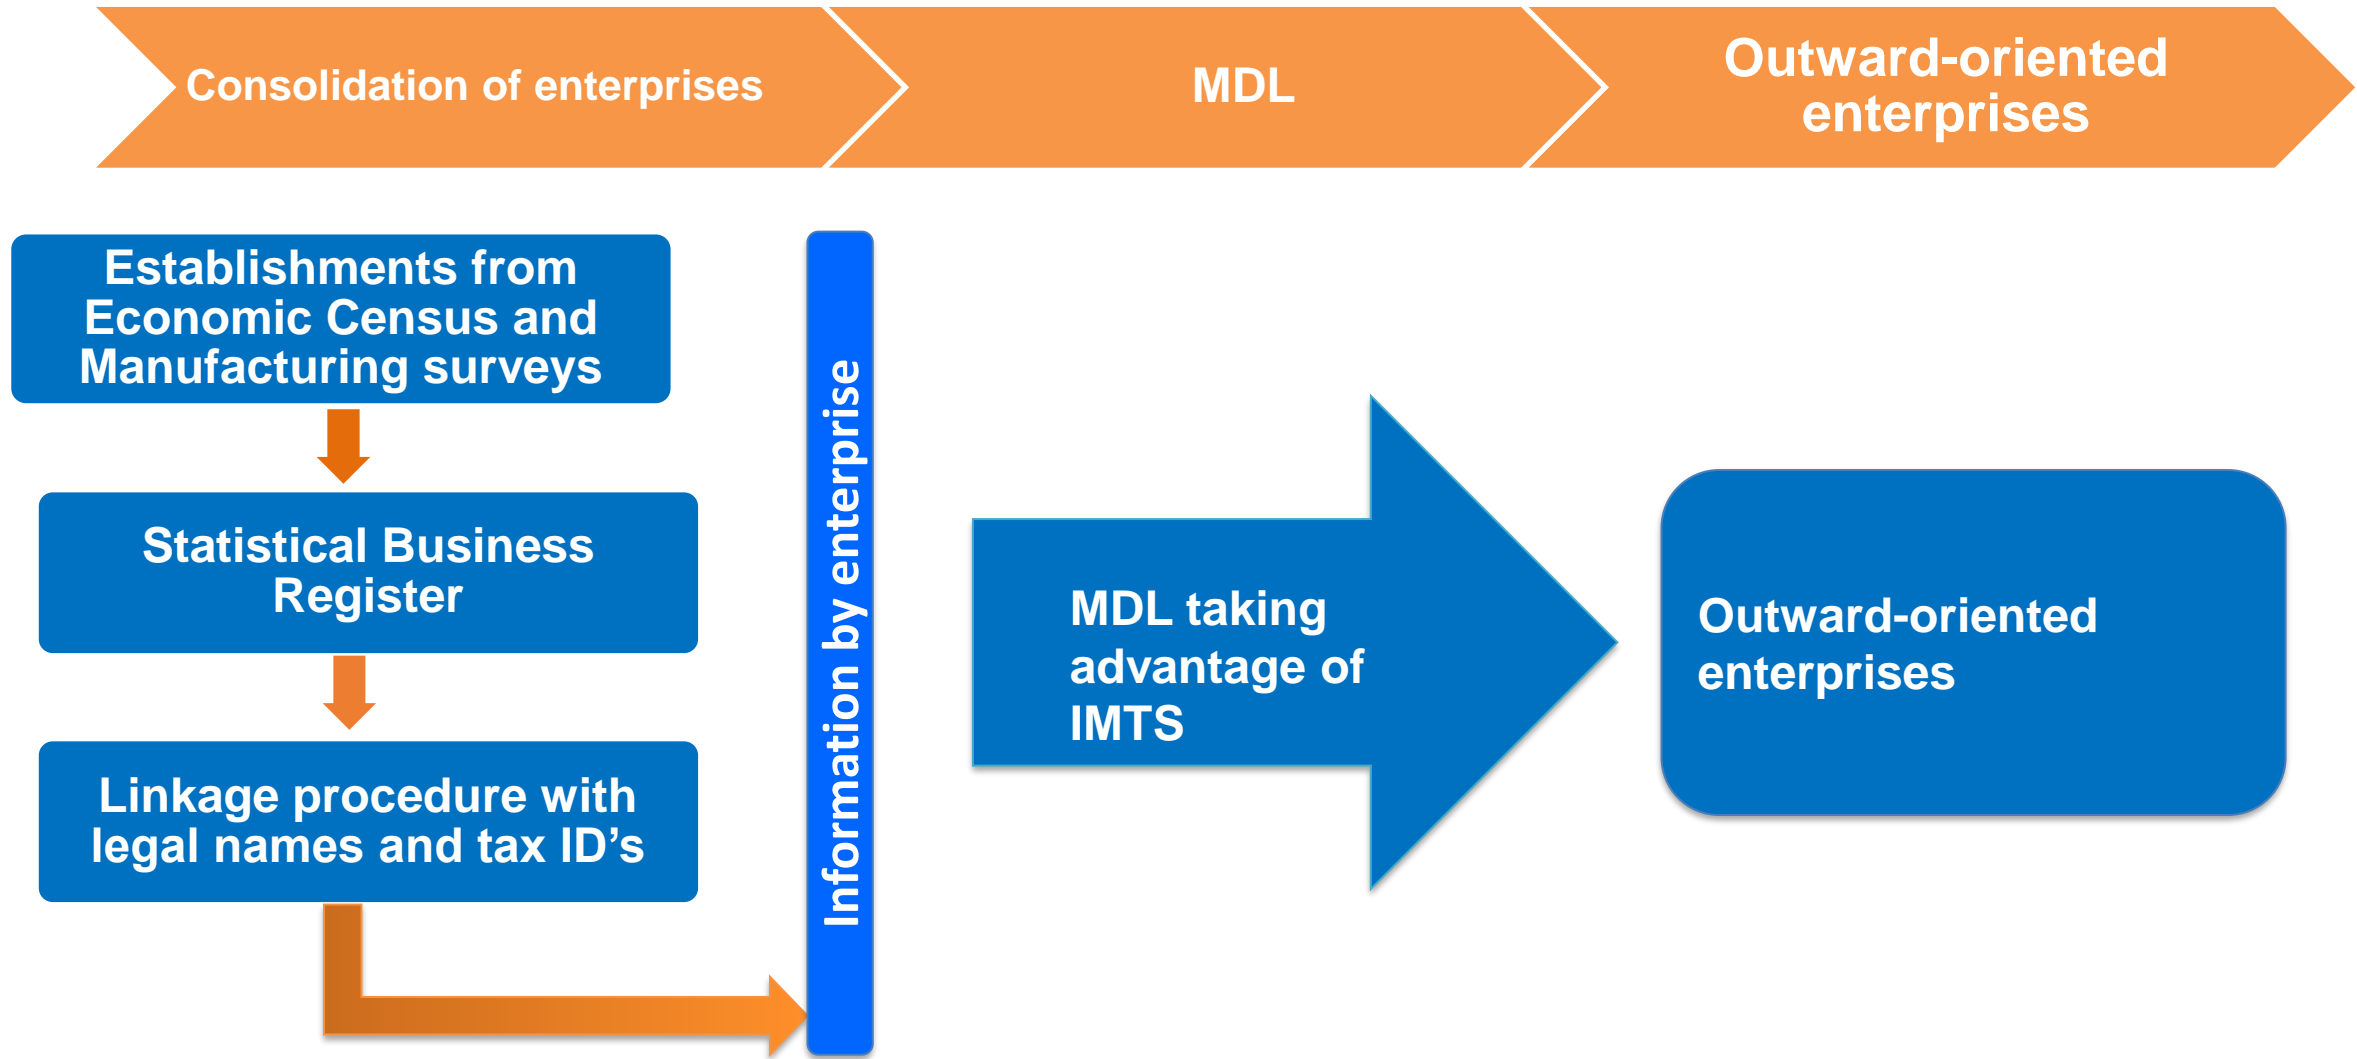 Consolidation of enterprises
MDL
Outward-oriented
enterprises
Establishments from
Economic Census and
Manufacturing surveys
Statistical Business
Register
Linkage procedure with
legal names and tax ID’s
Information by enterprise
MDL taking
advantage of
IMTS
Outward-oriented
enterprises